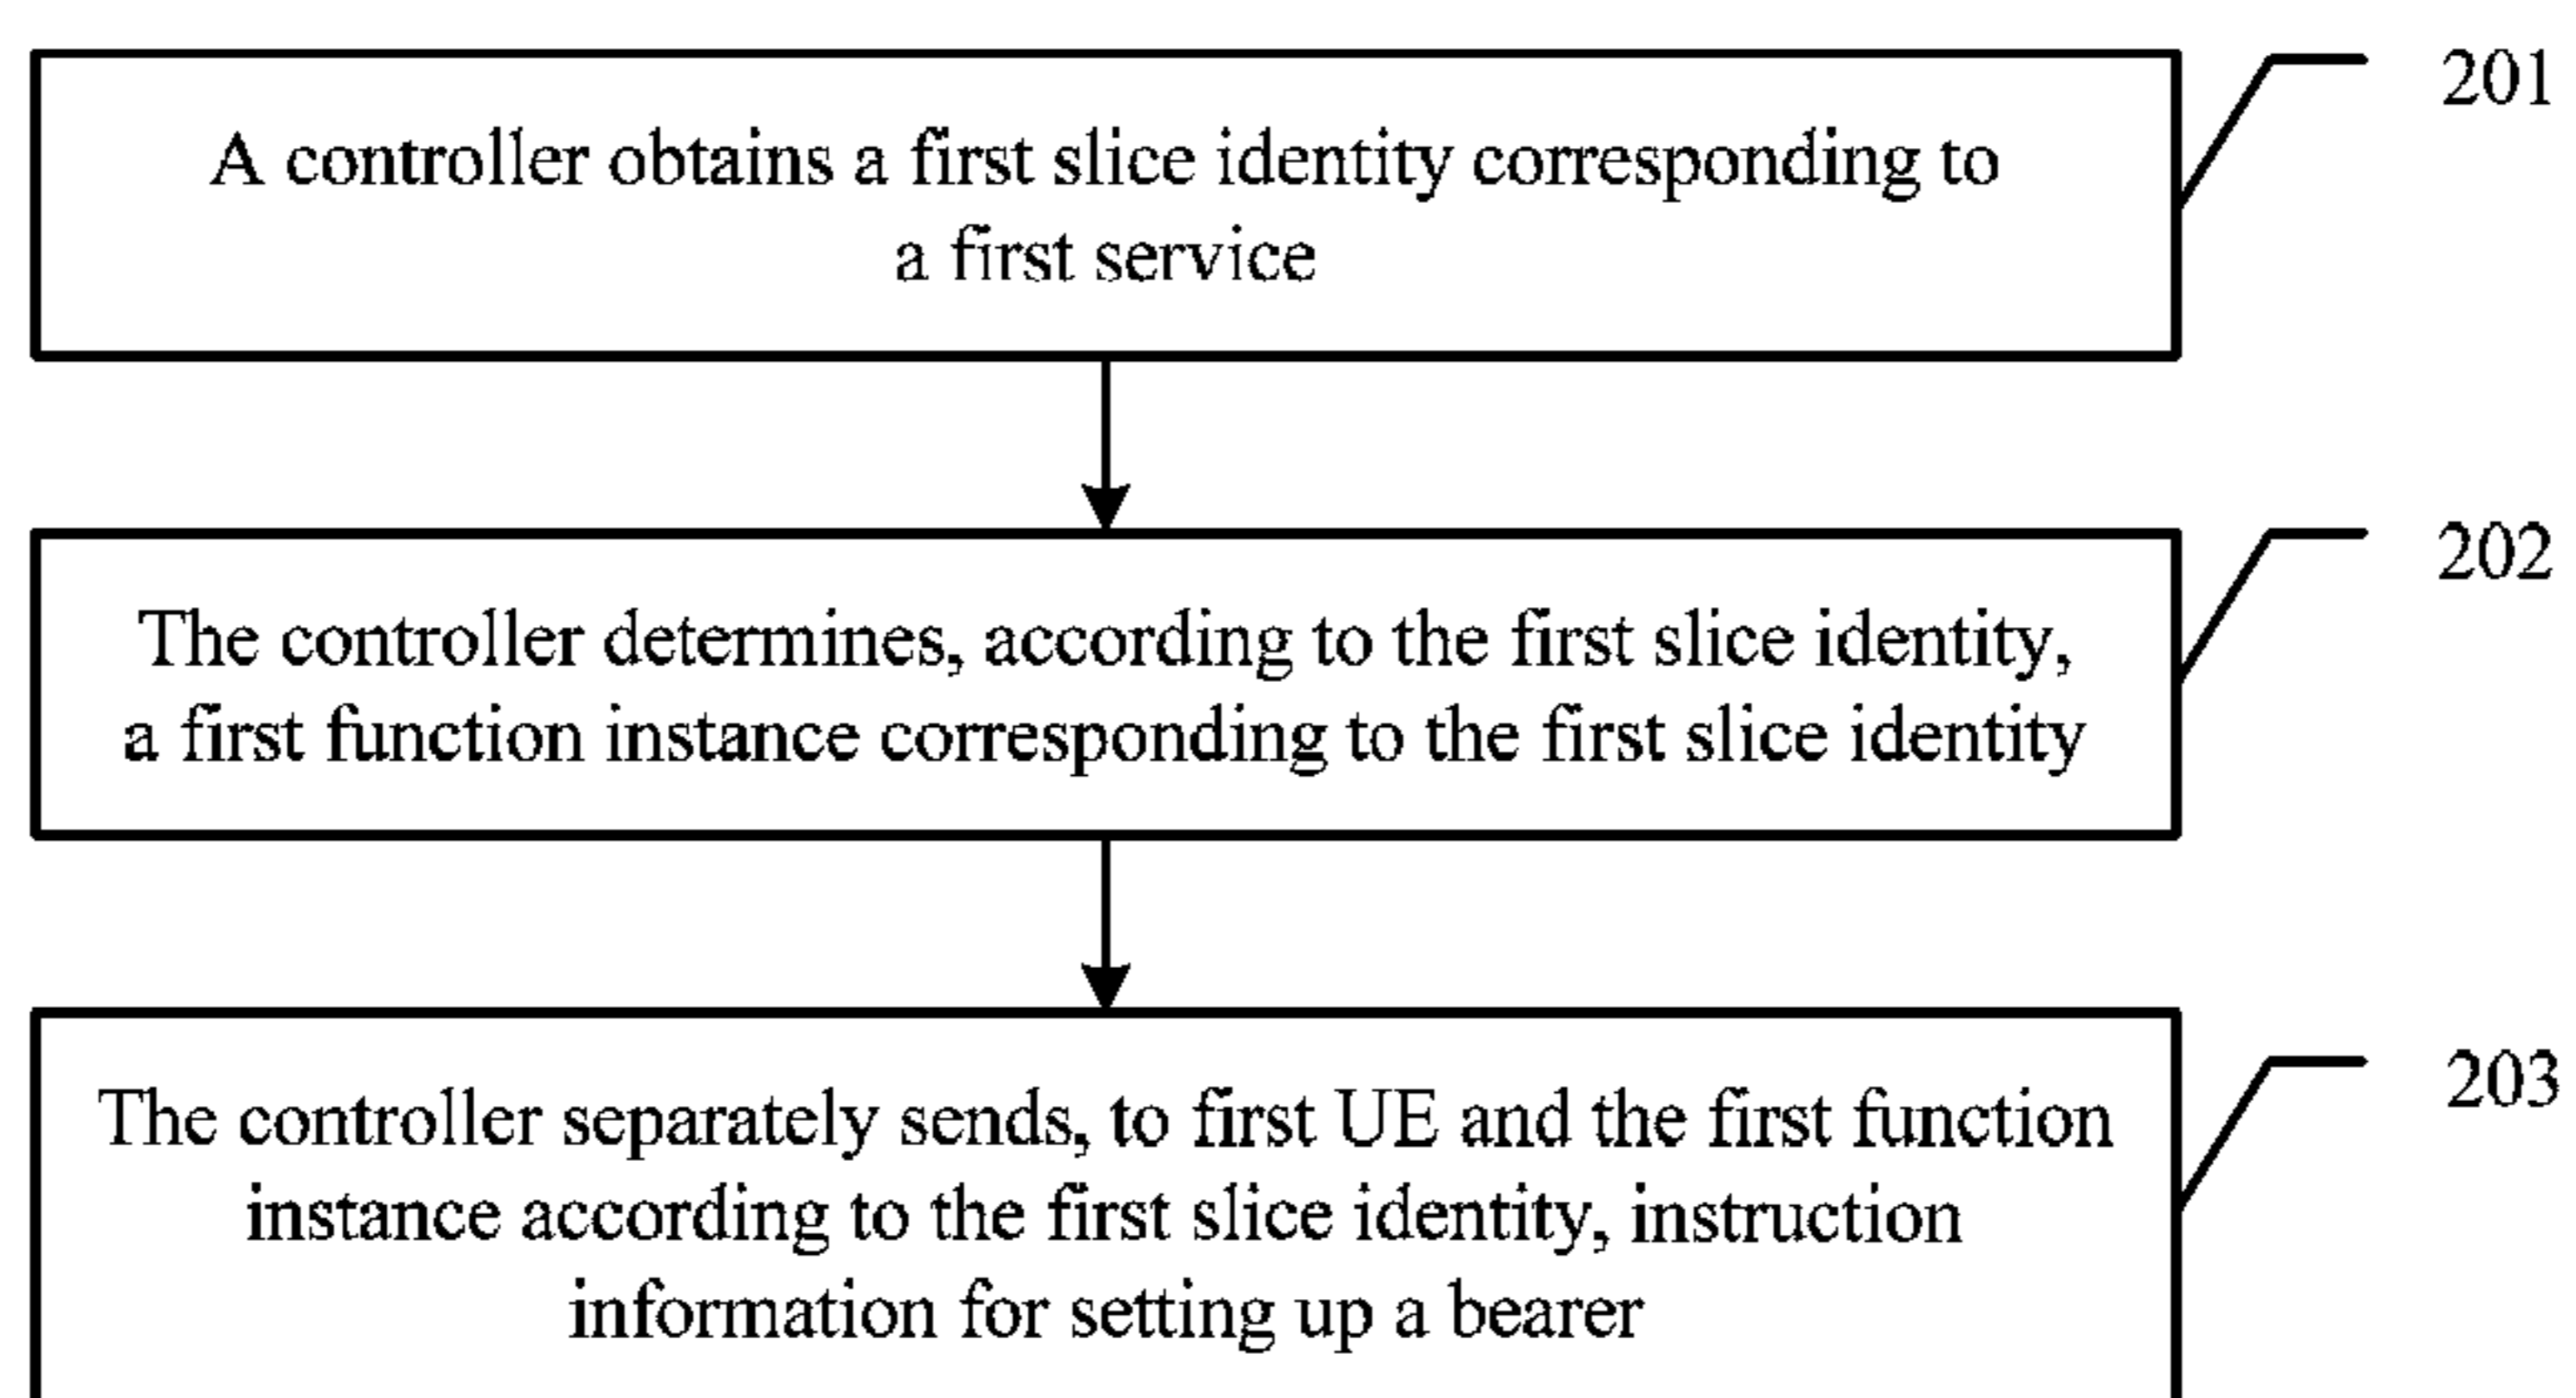 A controller obtains a first slice identity corresponding to
a first service
201
The controller determines, according to the first slice identity,
a first function instance corresponding to the first slice identity
202
The controller separately sends, to first UE and the first function
instance according to the first slice identity, instruction
information for setting up a bearer
203